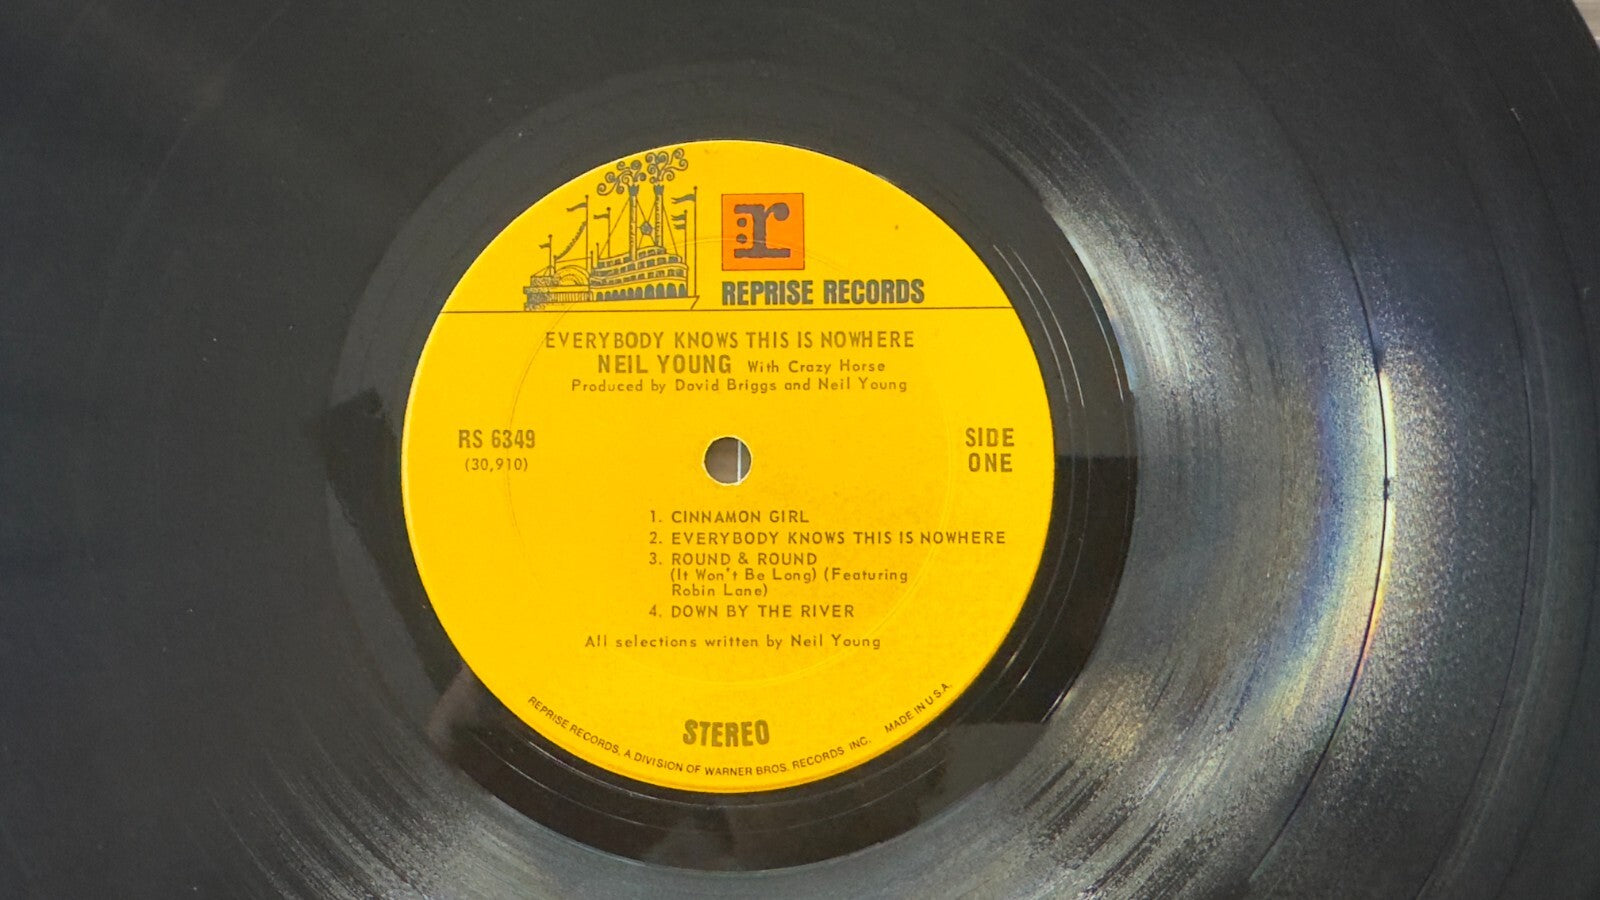 r
REPRISE RECORDS
EVERYBODY KNOWS THIS IS NOWHERE
NEIL YOUNG With Crazy Horse
Produced by David Briggs and Neil Young
RS 6349
(30,910)
SIDE
ONE
1. CINNAMON GIRL
2. EVERYBODY KNOWS THIS IS NOWHERE
3. ROUND & ROUND
(It Won't Be Long) (Featuring
Robin Lane)
4. DOWN BY THE RIVER
All selections written by Neil Young
STEREO
REPRISE RECORDS, A DIVISION OF WARNER BROS. RECORDS INC. MADE IN U.S.A.